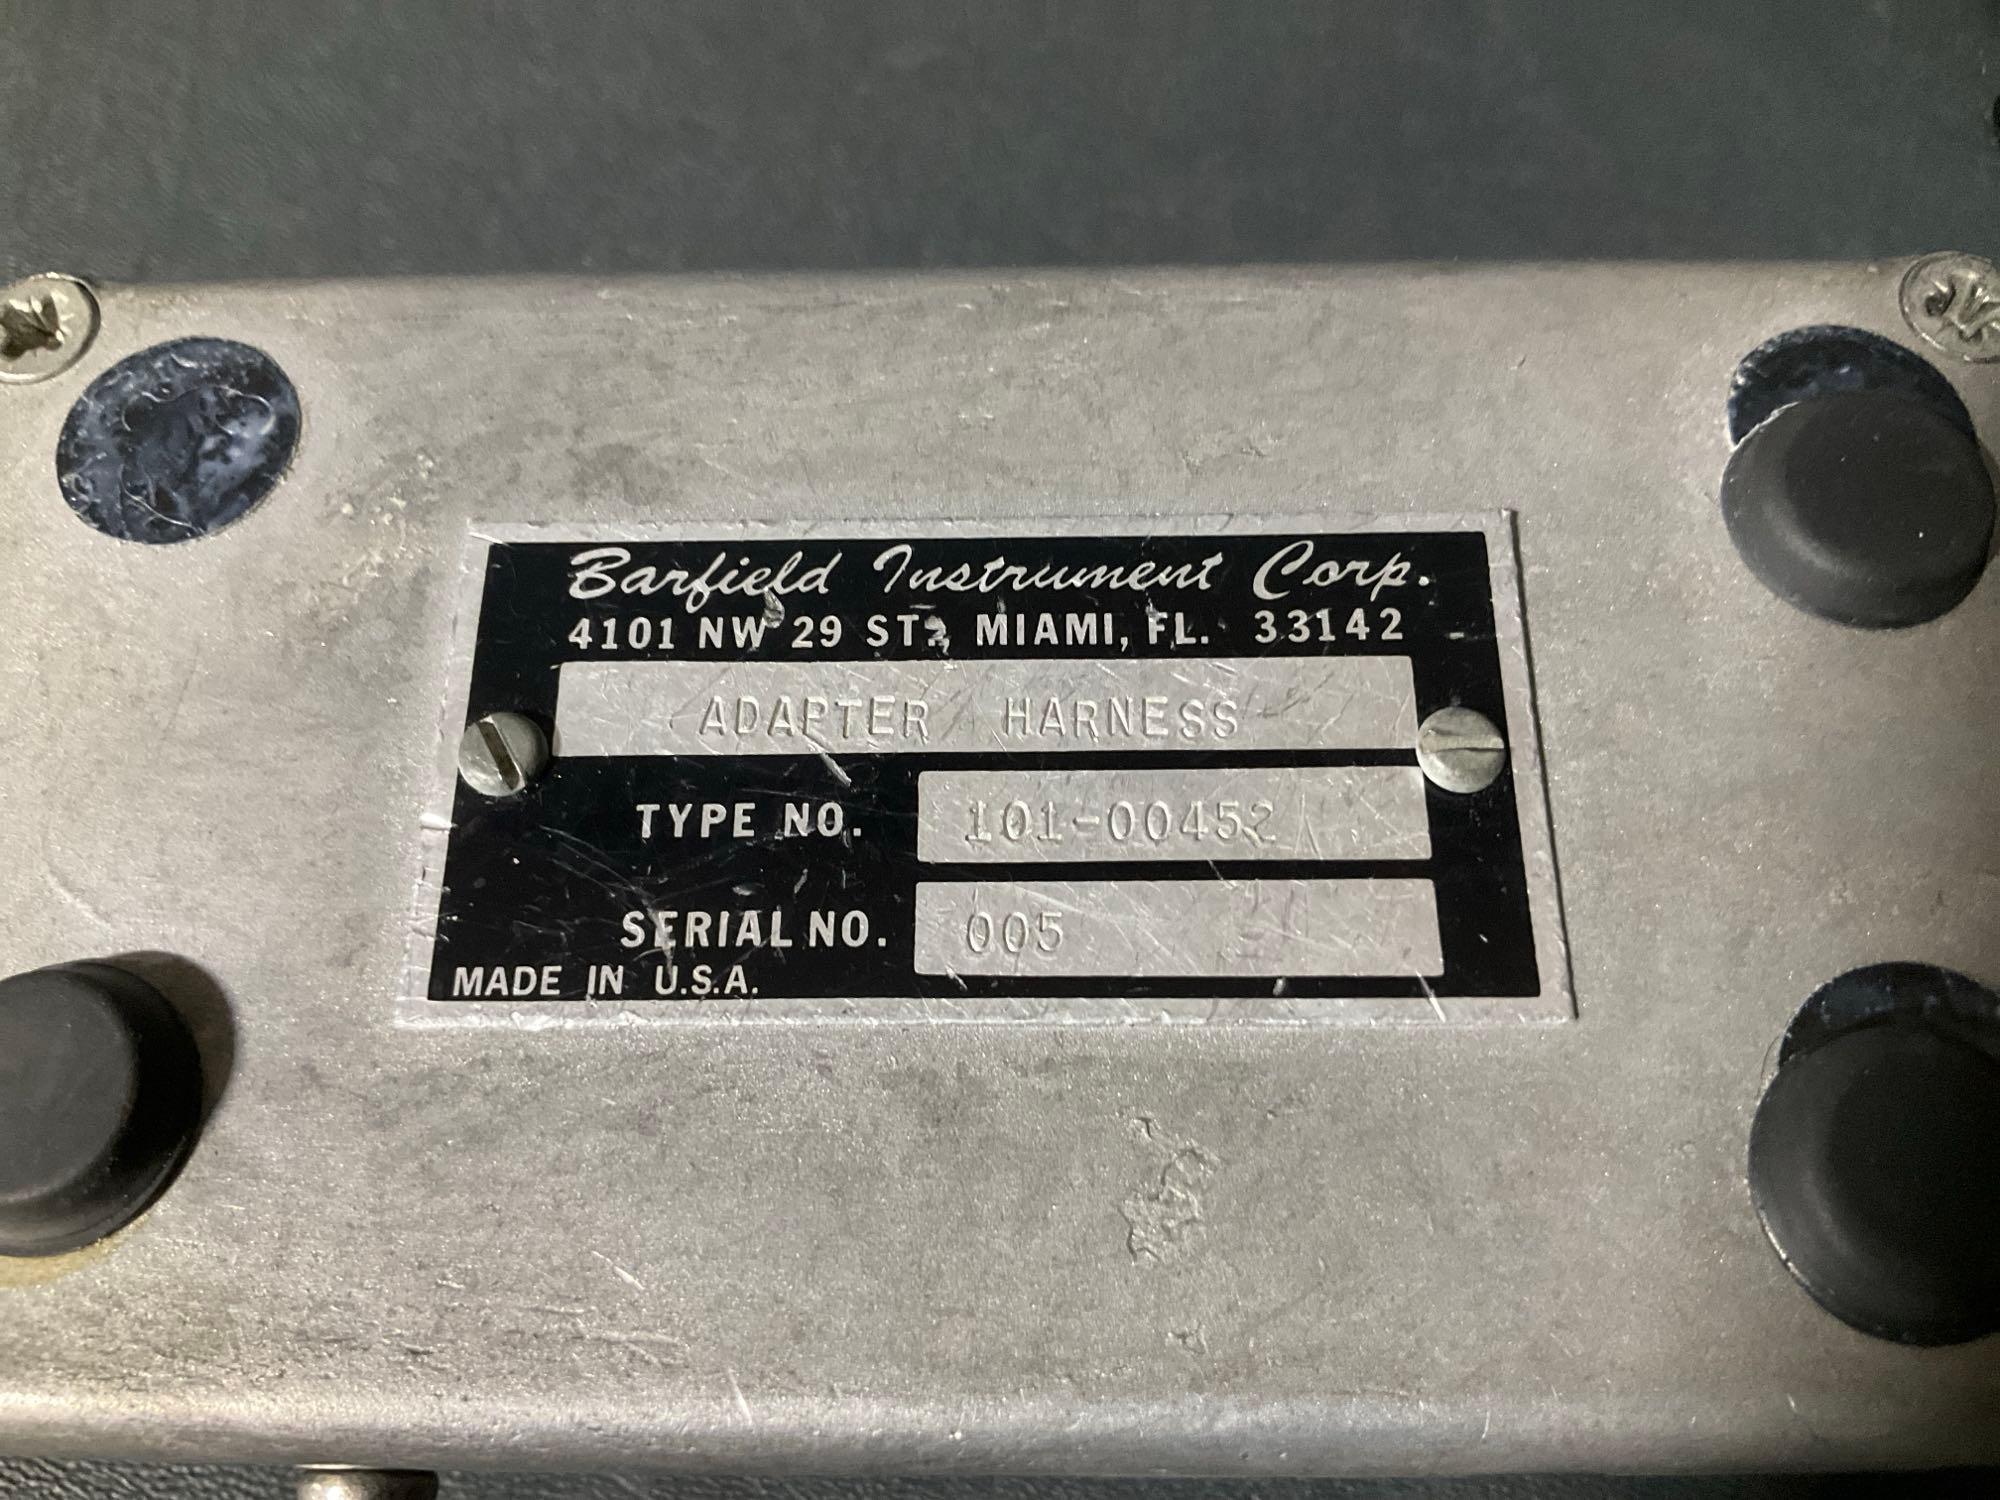 Barfield Instrument Corp.
4101 NW 29 ST., MIAMI, FL. 33142
ADAPTER HARNESS
TYPE NO. 101-00452
SERIAL NO. 005
MADE IN U.S.A.